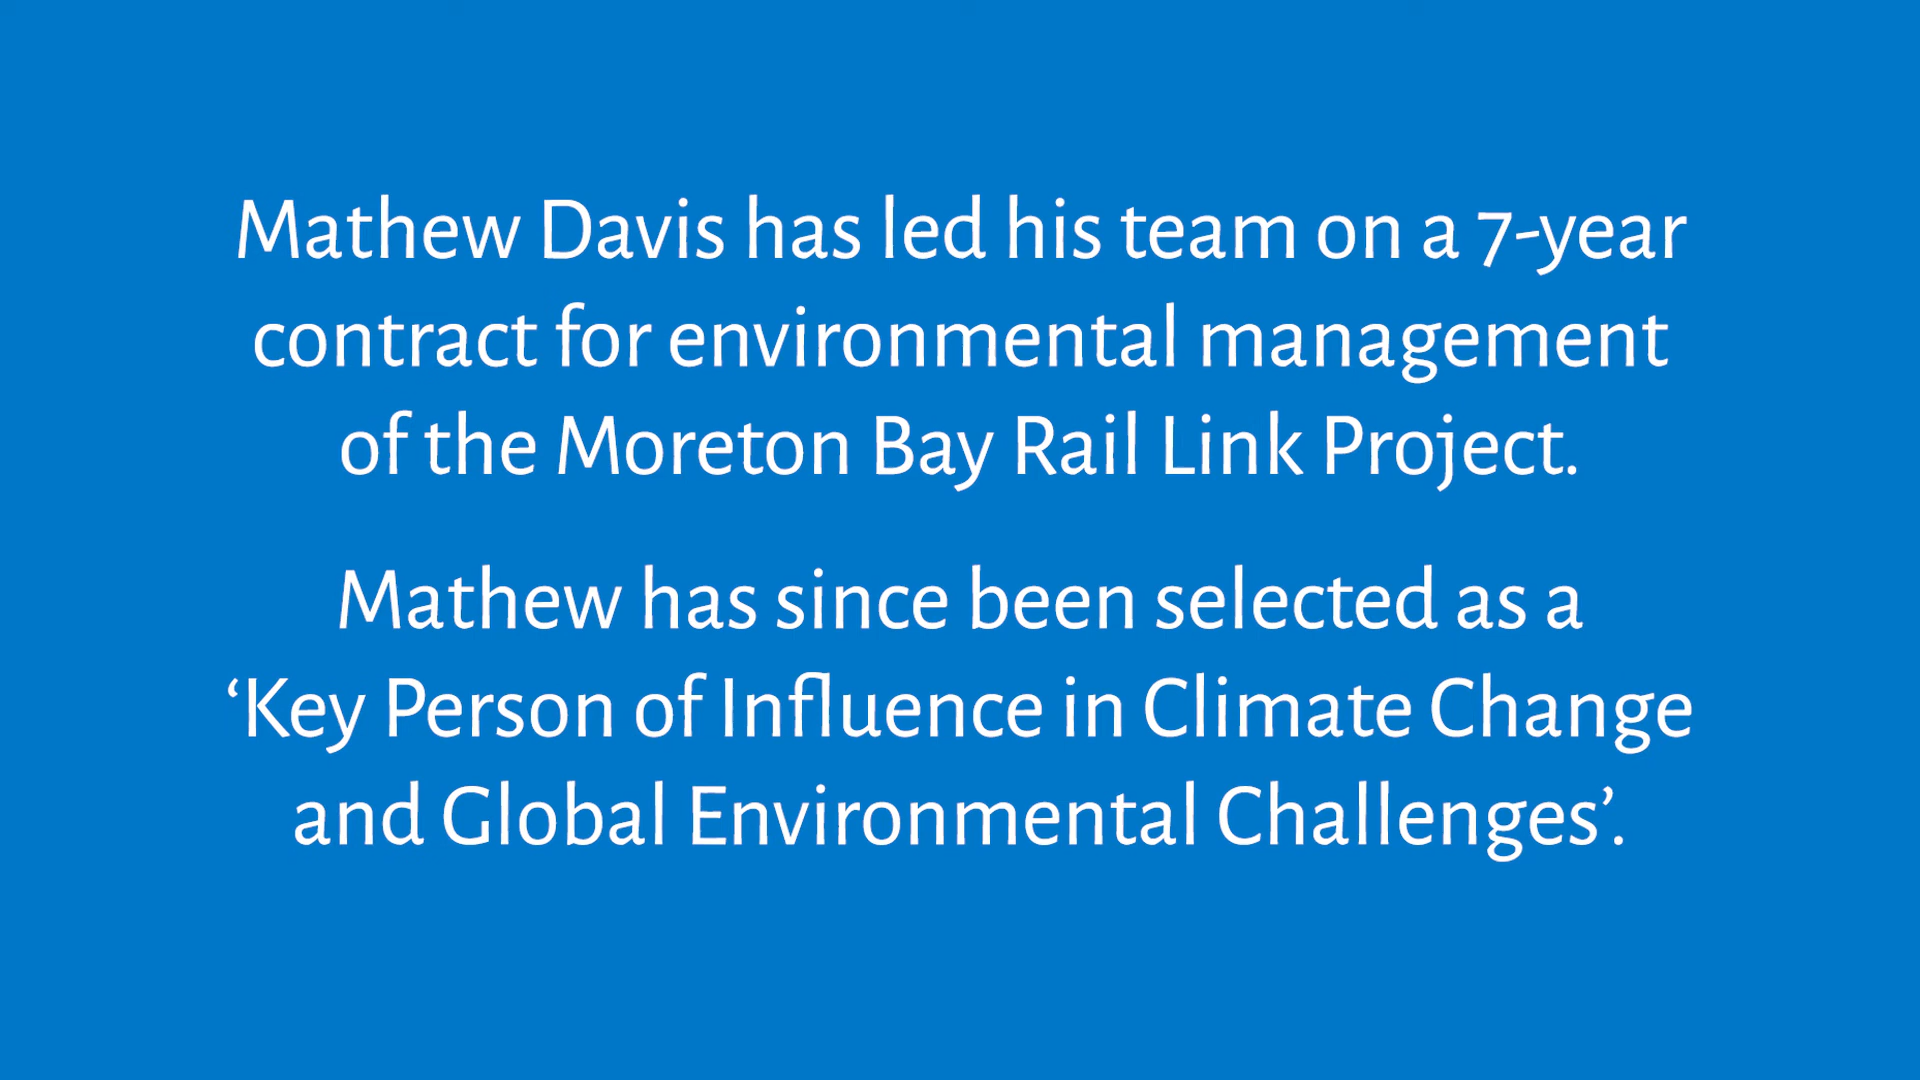 Mathew Davis has led his team on a 7-year
contract for environmental management
of the Moreton Bay Rail Link Project.
Mathew has since been selected as a
‘Key Person of Influence in Climate Change
and Global Environmental Challenges’.